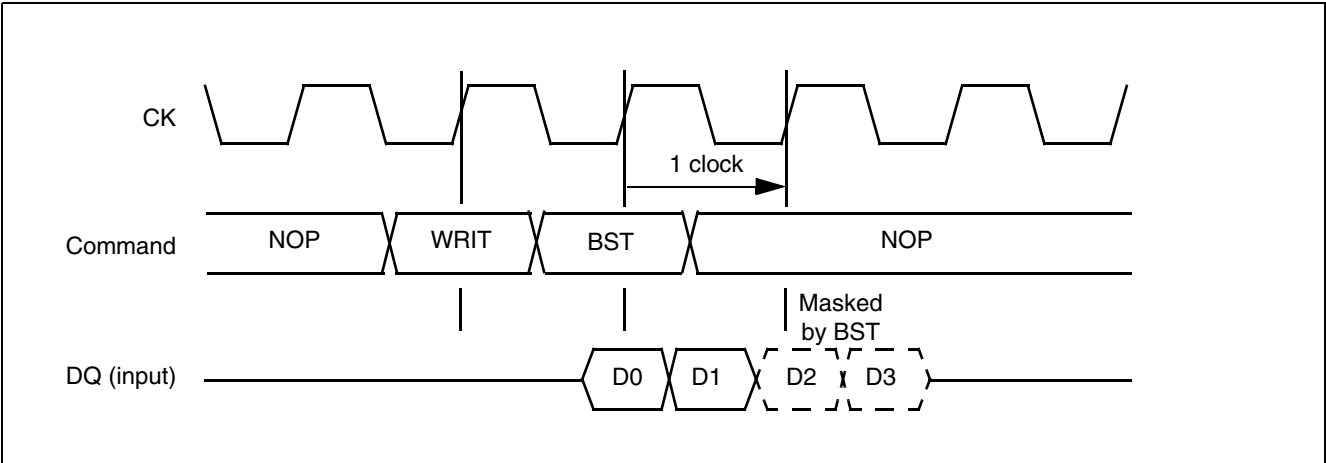 CK
1 clock
Command
NOP
WRIT
BST
NOP
Masked
by BST
DQ (input)
D0
D1
D2
D3